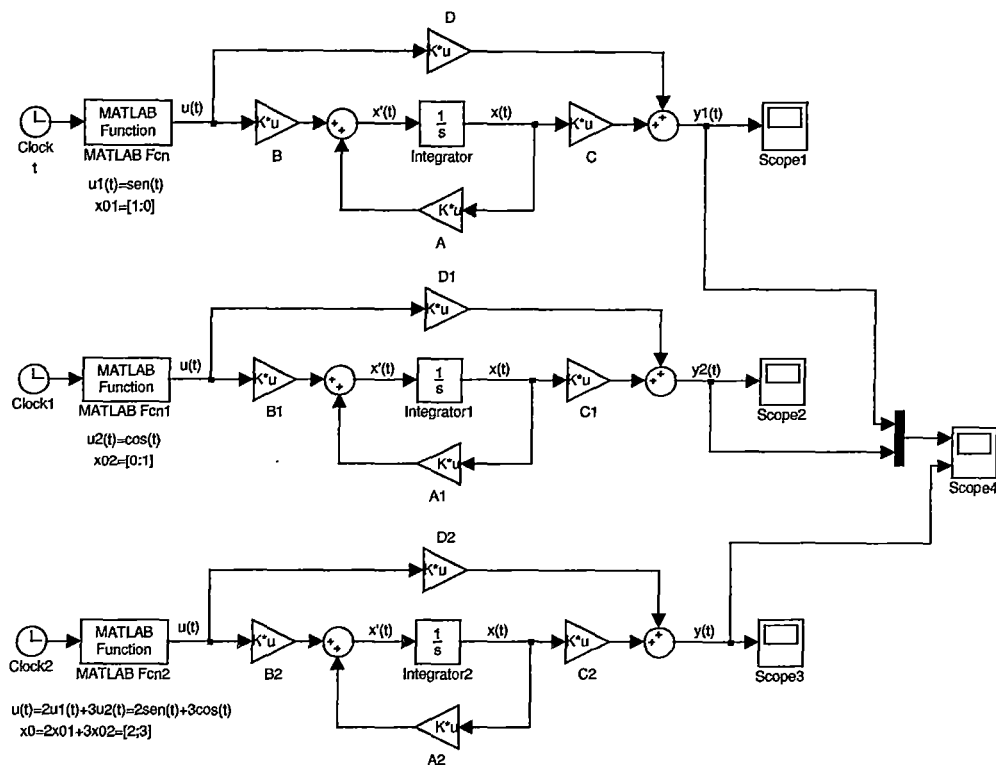 D
K*u
MATLAB
Function
u(t)
K*u
x'(t)
1
s
x(t)
K*u
y1(t)
Clock
t
MATLAB Fcn
B
Integrator
C
Scope1
u1(t)=sen(t)
x01=[1;0]
K*u
A
D1
K*u
MATLAB
Function
u(t)
K*u
x'(t)
1
s
x(t)
K*u
y2(t)
Clock1
MATLAB Fcn1
B1
Integrator1
C1
Scope2
u2(t)=cos(t)
x02=[0;1]
K*u
A1
Scope4
D2
K*u
MATLAB
Function
u(t)
K*u
x'(t)
1
s
x(t)
K*u
y(t)
Clock2
MATLAB Fcn2
B2
Integrator2
C2
Scope3
u(t)=2u1(t)+3u2(t)=2sen(t)+3cos(t)
x0=2x01+3x02=[2;3]
K*u
A2